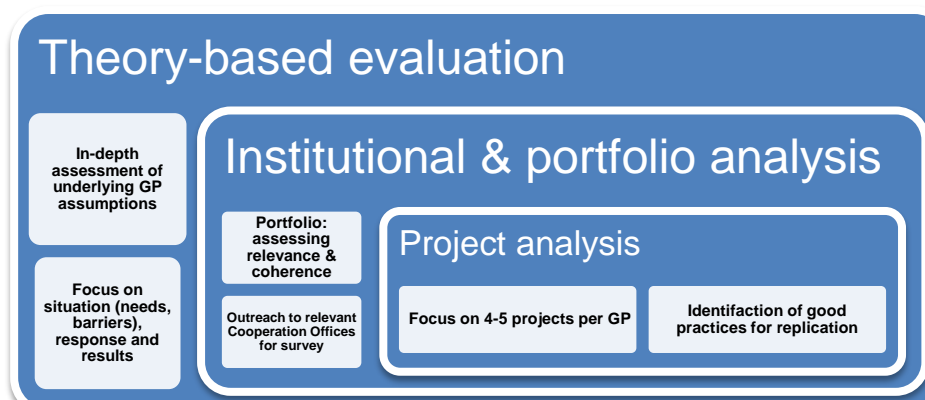 Theory-based evaluation
In-depth
assessment of
underlying GP
assumptions
Focus on
situation (needs,
barriers),
response and
results
Institutional & portfolio analysis
Portfolio:
assessing
relevance &
coherence
Outreach to relevant
Cooperation Offices
for survey
Project analysis
Focus on 4-5 projects per GP
Identifaction of good
practices for replication